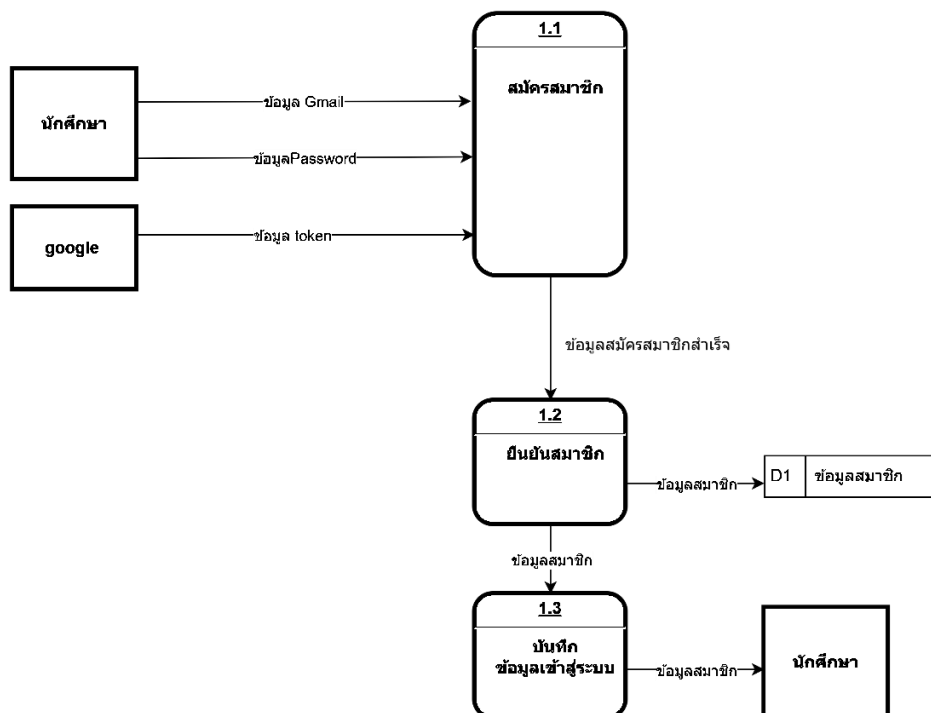 1.1
สมัครสมาชิก
นักศึกษา
ข้อมูล Gmail
ข้อมูลPassword
google
ข้อมูล token
ข้อมูลสมัครสมาชิกสำเร็จ
1.2
ยืนยันสมาชิก
ข้อมูลสมาชิก
D1 ข้อมูลสมาชิก
ข้อมูลสมาชิก
1.3
บันทึก
ข้อมูลเข้าสู่ระบบ
ข้อมูลสมาชิก
นักศึกษา